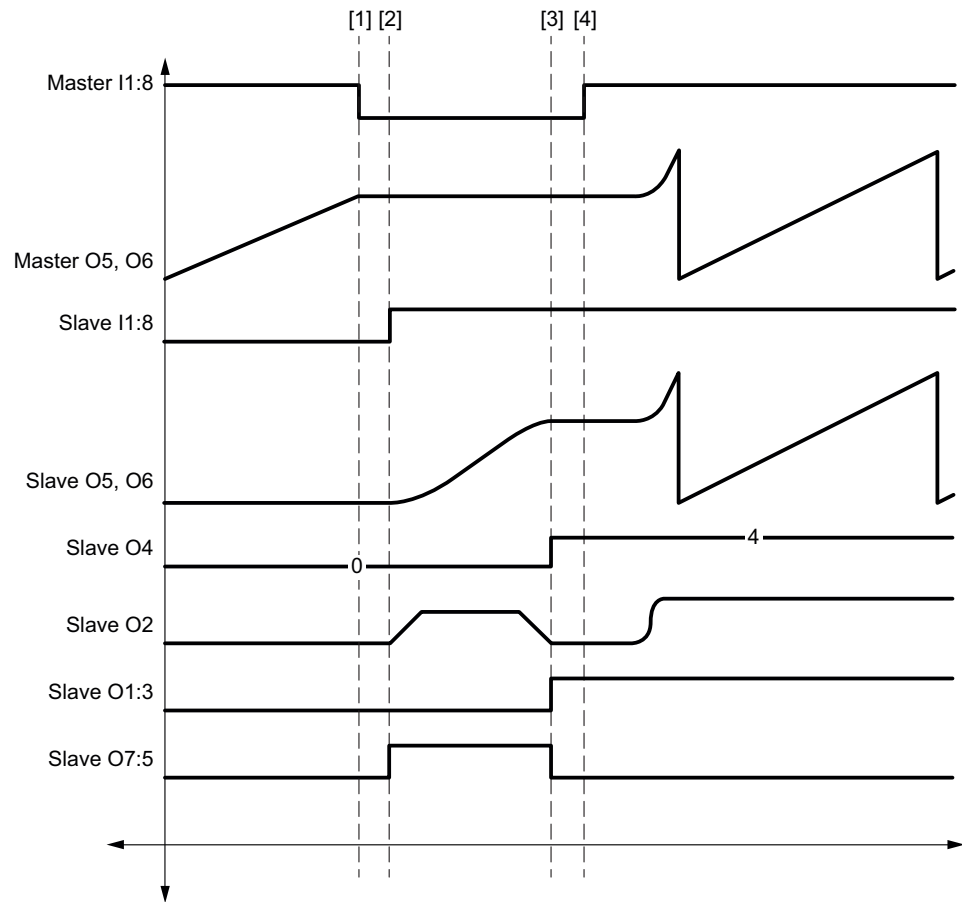 [1] [2] [3] [4]
Master I1:8
Master O5, O6
Slave I1:8
Slave O5, O6
Slave O4
0
4
Slave O2
Slave O1:3
Slave O7:5